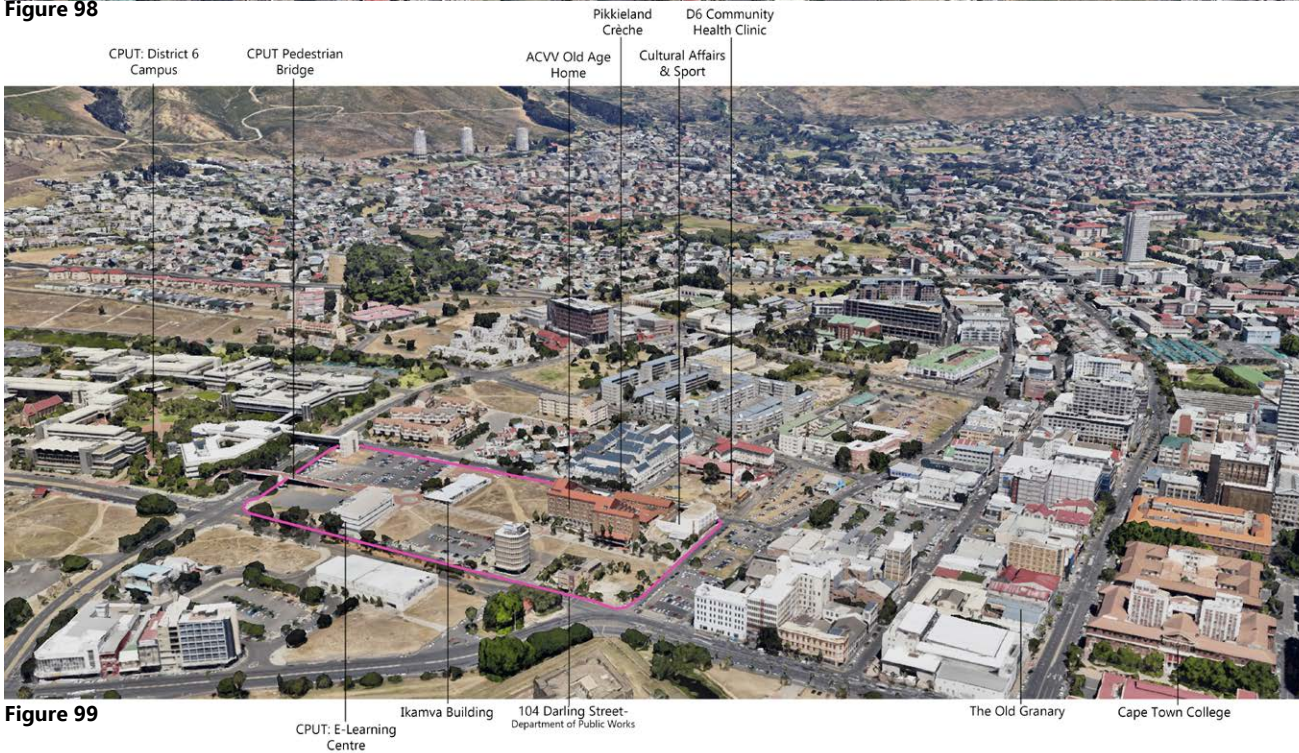 Figure 98
Pikkieland
Crèche
D6 Community
Health Clinic
CPUT: District 6
Campus
CPUT Pedestrian
Bridge
ACVV Old Age
Home
Cultural Affairs
& Sport
Figure 99
CPUT: E-Learning
Centre
Ikamva Building
104 Darling Street-
Department of Public Works
The Old Granary
Cape Town College